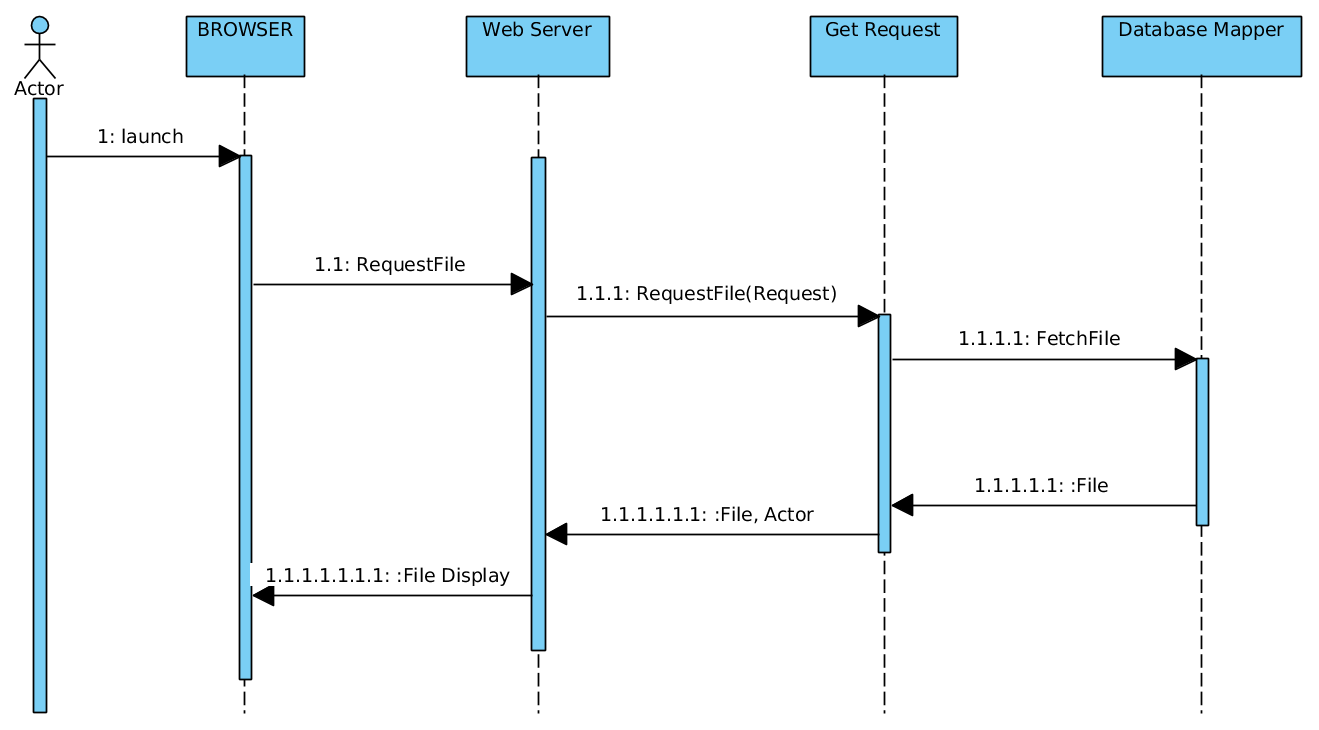 BROWSER
Web Server
Get Request
Database Mapper
Actor
1: launch
1.1: RequestFile
1.1.1: RequestFile(Request)
1.1.1.1: FetchFile
1.1.1.1.1: :File
1.1.1.1.1.1: :File, Actor
1.1.1.1.1.1.1: :File Display